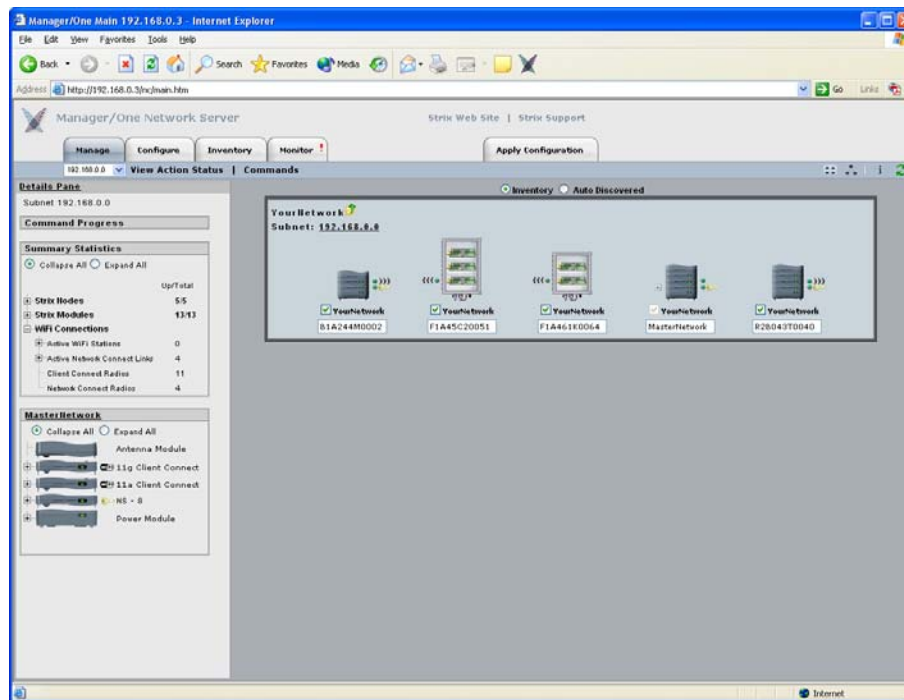 Manager/One Main 192.168.0.3 - Internet Explorer
File Edit View Favorites Tools Help
Back Search Favorites Media
Address http://192.168.0.3/nc/main.htm Go Links
Manager/One Network Server Strix Web Site | Strix Support
Manage Configure Inventory Monitor ! Apply Configuration
192.168.0.0 View Action Status | Commands
Details Pane
Inventory Auto Discovered
Subnet 192.168.0.0
Command Progress
YourNetwork
Subnet: 192.168.0.0
Summary Statistics
Collapse All Expand All
Up/Total
Strix Nodes 5/5
Strix Modules 13/13
WiFi Connections
Active WiFi Stations 0
Active Network Connect Links 4
Client Connect Radios 11
Network Connect Radios 4
YourNetwork YourNetwork YourNetwork YourNetwork YourNetwork
B1A244M0002 F1A45C20051 F1A461K0064 MasterNetwork R2B043T0040
MasterNetwork
Collapse All Expand All
Antenna Module
11g Client Connect
11a Client Connect
NS - 8
Power Module
Internet